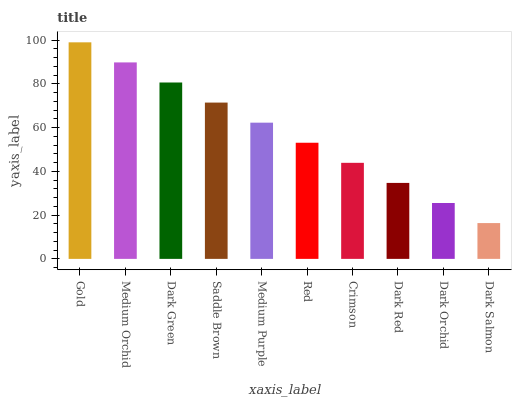 title
yaxis_label
100
80
60
40
20
0
Gold
Medium Orchid
Dark Green
Saddle Brown
Medium Purple
Red
Crimson
Dark Red
Dark Orchid
Dark Salmon
xaxis_label